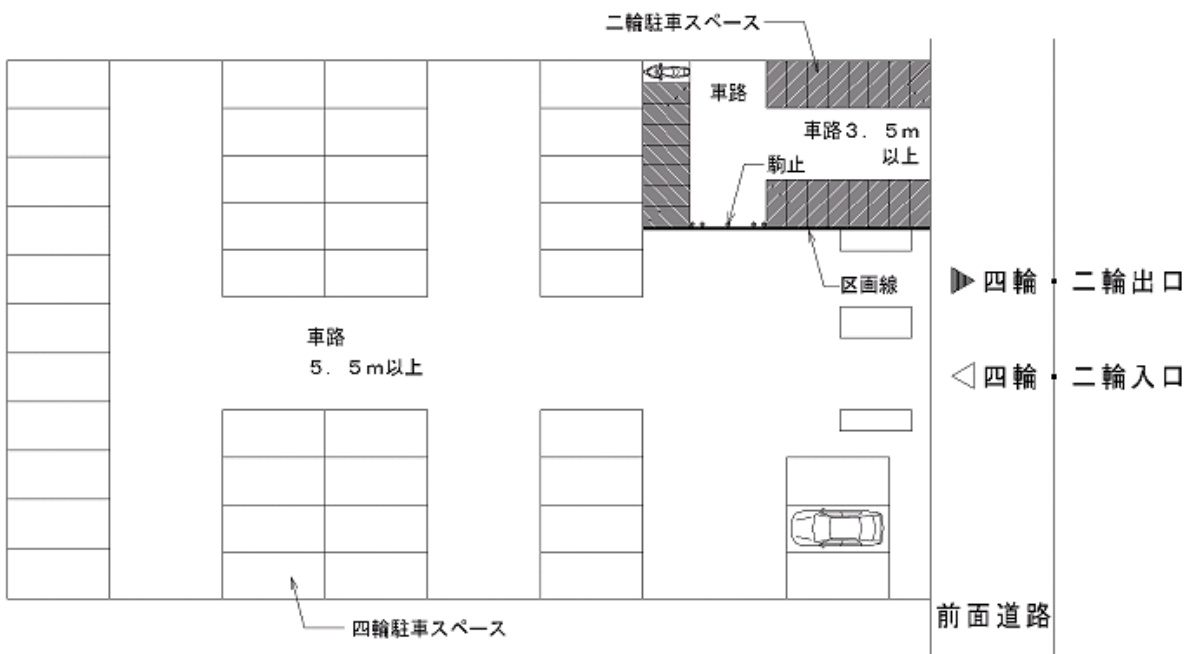 二輪駐車スペース
車路
車路３．５ｍ
以上
駒止
区画線
四輪・二輪出口
車路
５．５ｍ以上
四輪・二輪入口
前面道路
四輪駐車スペース